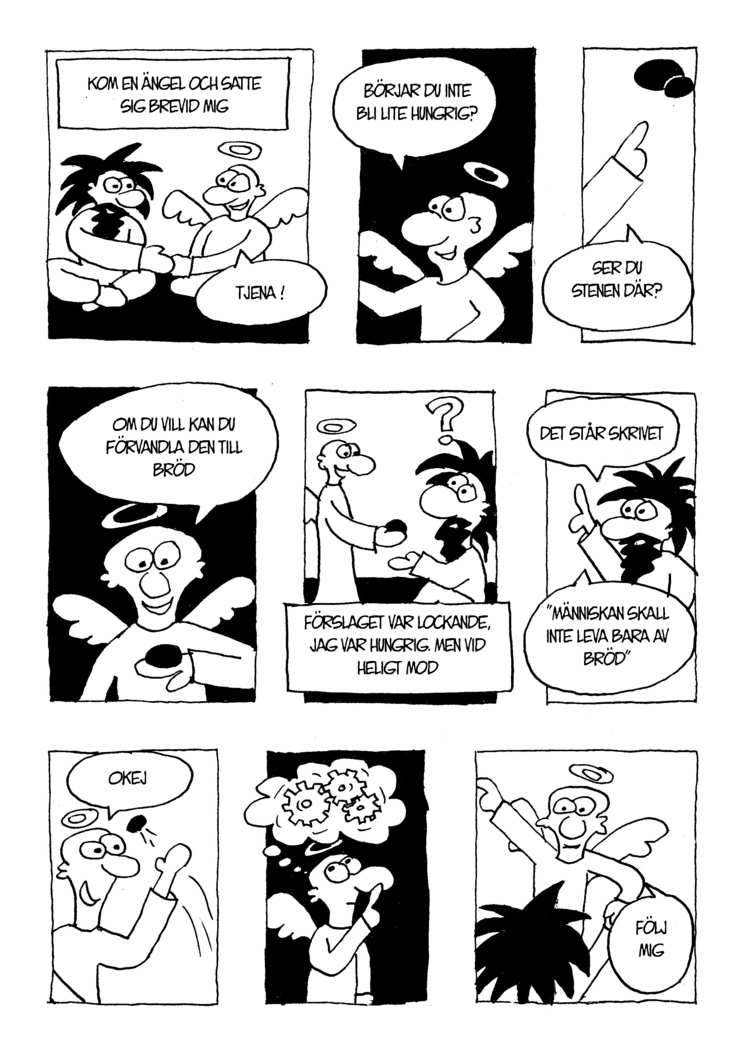 KOM EN ÄNGEL OCH SATTE
SIG BREVID MIG
TJENA !
BÖRJAR DU INTE
BLI LITE HUNGRIG?
SER DU
STENEN DÄR?
OM DU VILL KAN DU
FÖRVANDLA DEN TILL
BRÖD
?
FÖRSLAGET VAR LOCKANDE,
JAG VAR HUNGRIG. MEN VID
HELIGT MOD
DET STÅR SKRIVET
"MÄNNISKAN SKALL
INTE LEVA BARA AV
BRÖD"
OKEJ
FÖLJ
MIG